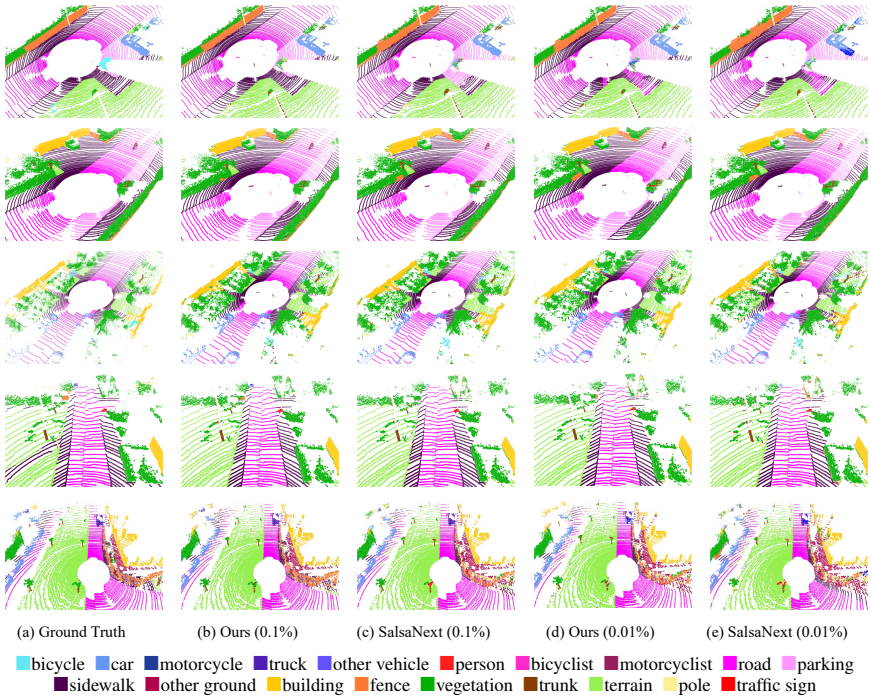 (a) Ground Truth (b) Ours (0.1%) (c) SalsaNext (0.1%) (d) Ours (0.01%) (e) SalsaNext (0.01%)
bicycle car motorcycle truck other vehicle person bicyclist motorcyclist road parking
sidewalk other ground building fence vegetation trunk terrain pole traffic sign